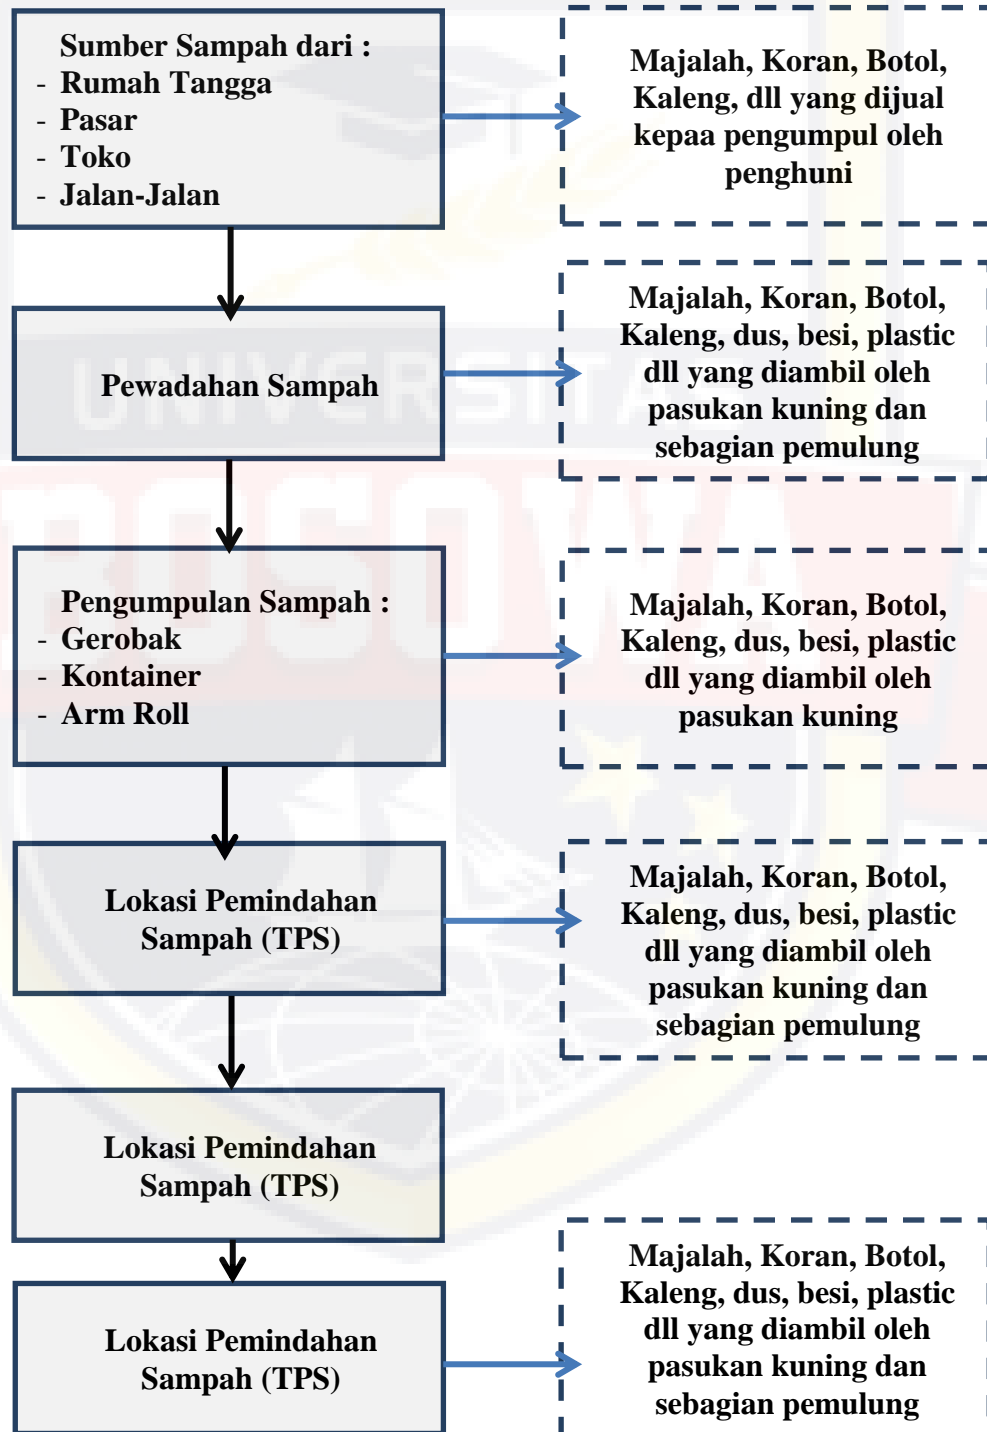 Sumber Sampah dari :
- Rumah Tangga
- Pasar
- Toko
- Jalan-Jalan
Majalah, Koran, Botol,
Kaleng, dll yang dijual
kepaa pengumpul oleh
penghuni
Pewadahan Sampah
Majalah, Koran, Botol,
Kaleng, dus, besi, plastic
dll yang diambil oleh
pasukan kuning dan
sebagian pemulung
Pengumpulan Sampah :
- Gerobak
- Kontainer
- Arm Roll
Majalah, Koran, Botol,
Kaleng, dus, besi, plastic
dll yang diambil oleh
pasukan kuning
Lokasi Pemindahan
Sampah (TPS)
Majalah, Koran, Botol,
Kaleng, dus, besi, plastic
dll yang diambil oleh
pasukan kuning dan
sebagian pemulung
Lokasi Pemindahan
Sampah (TPS)
Lokasi Pemindahan
Sampah (TPS)
Majalah, Koran, Botol,
Kaleng, dus, besi, plastic
dll yang diambil oleh
pasukan kuning dan
sebagian pemulung
UNIVERSITAS
BOSOWA